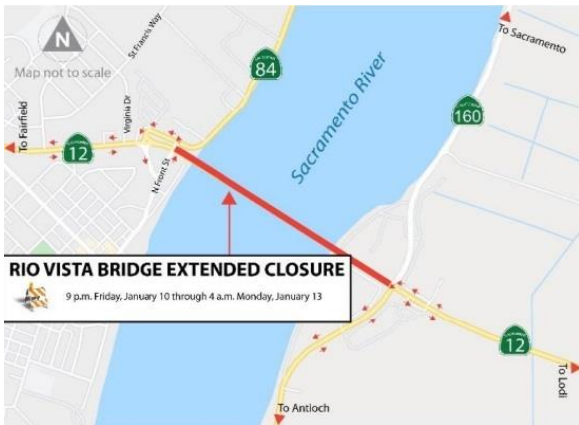 N
Map not to scale
St Francis Way
Virginia Dr
To Fairfield
12
N Front St
84
Sacramento River
To Sacramento
160
RIO VISTA BRIDGE EXTENDED CLOSURE
9 p.m. Friday, January 10 through 4 a.m. Monday, January 13
12
To Lodi
To Antioch